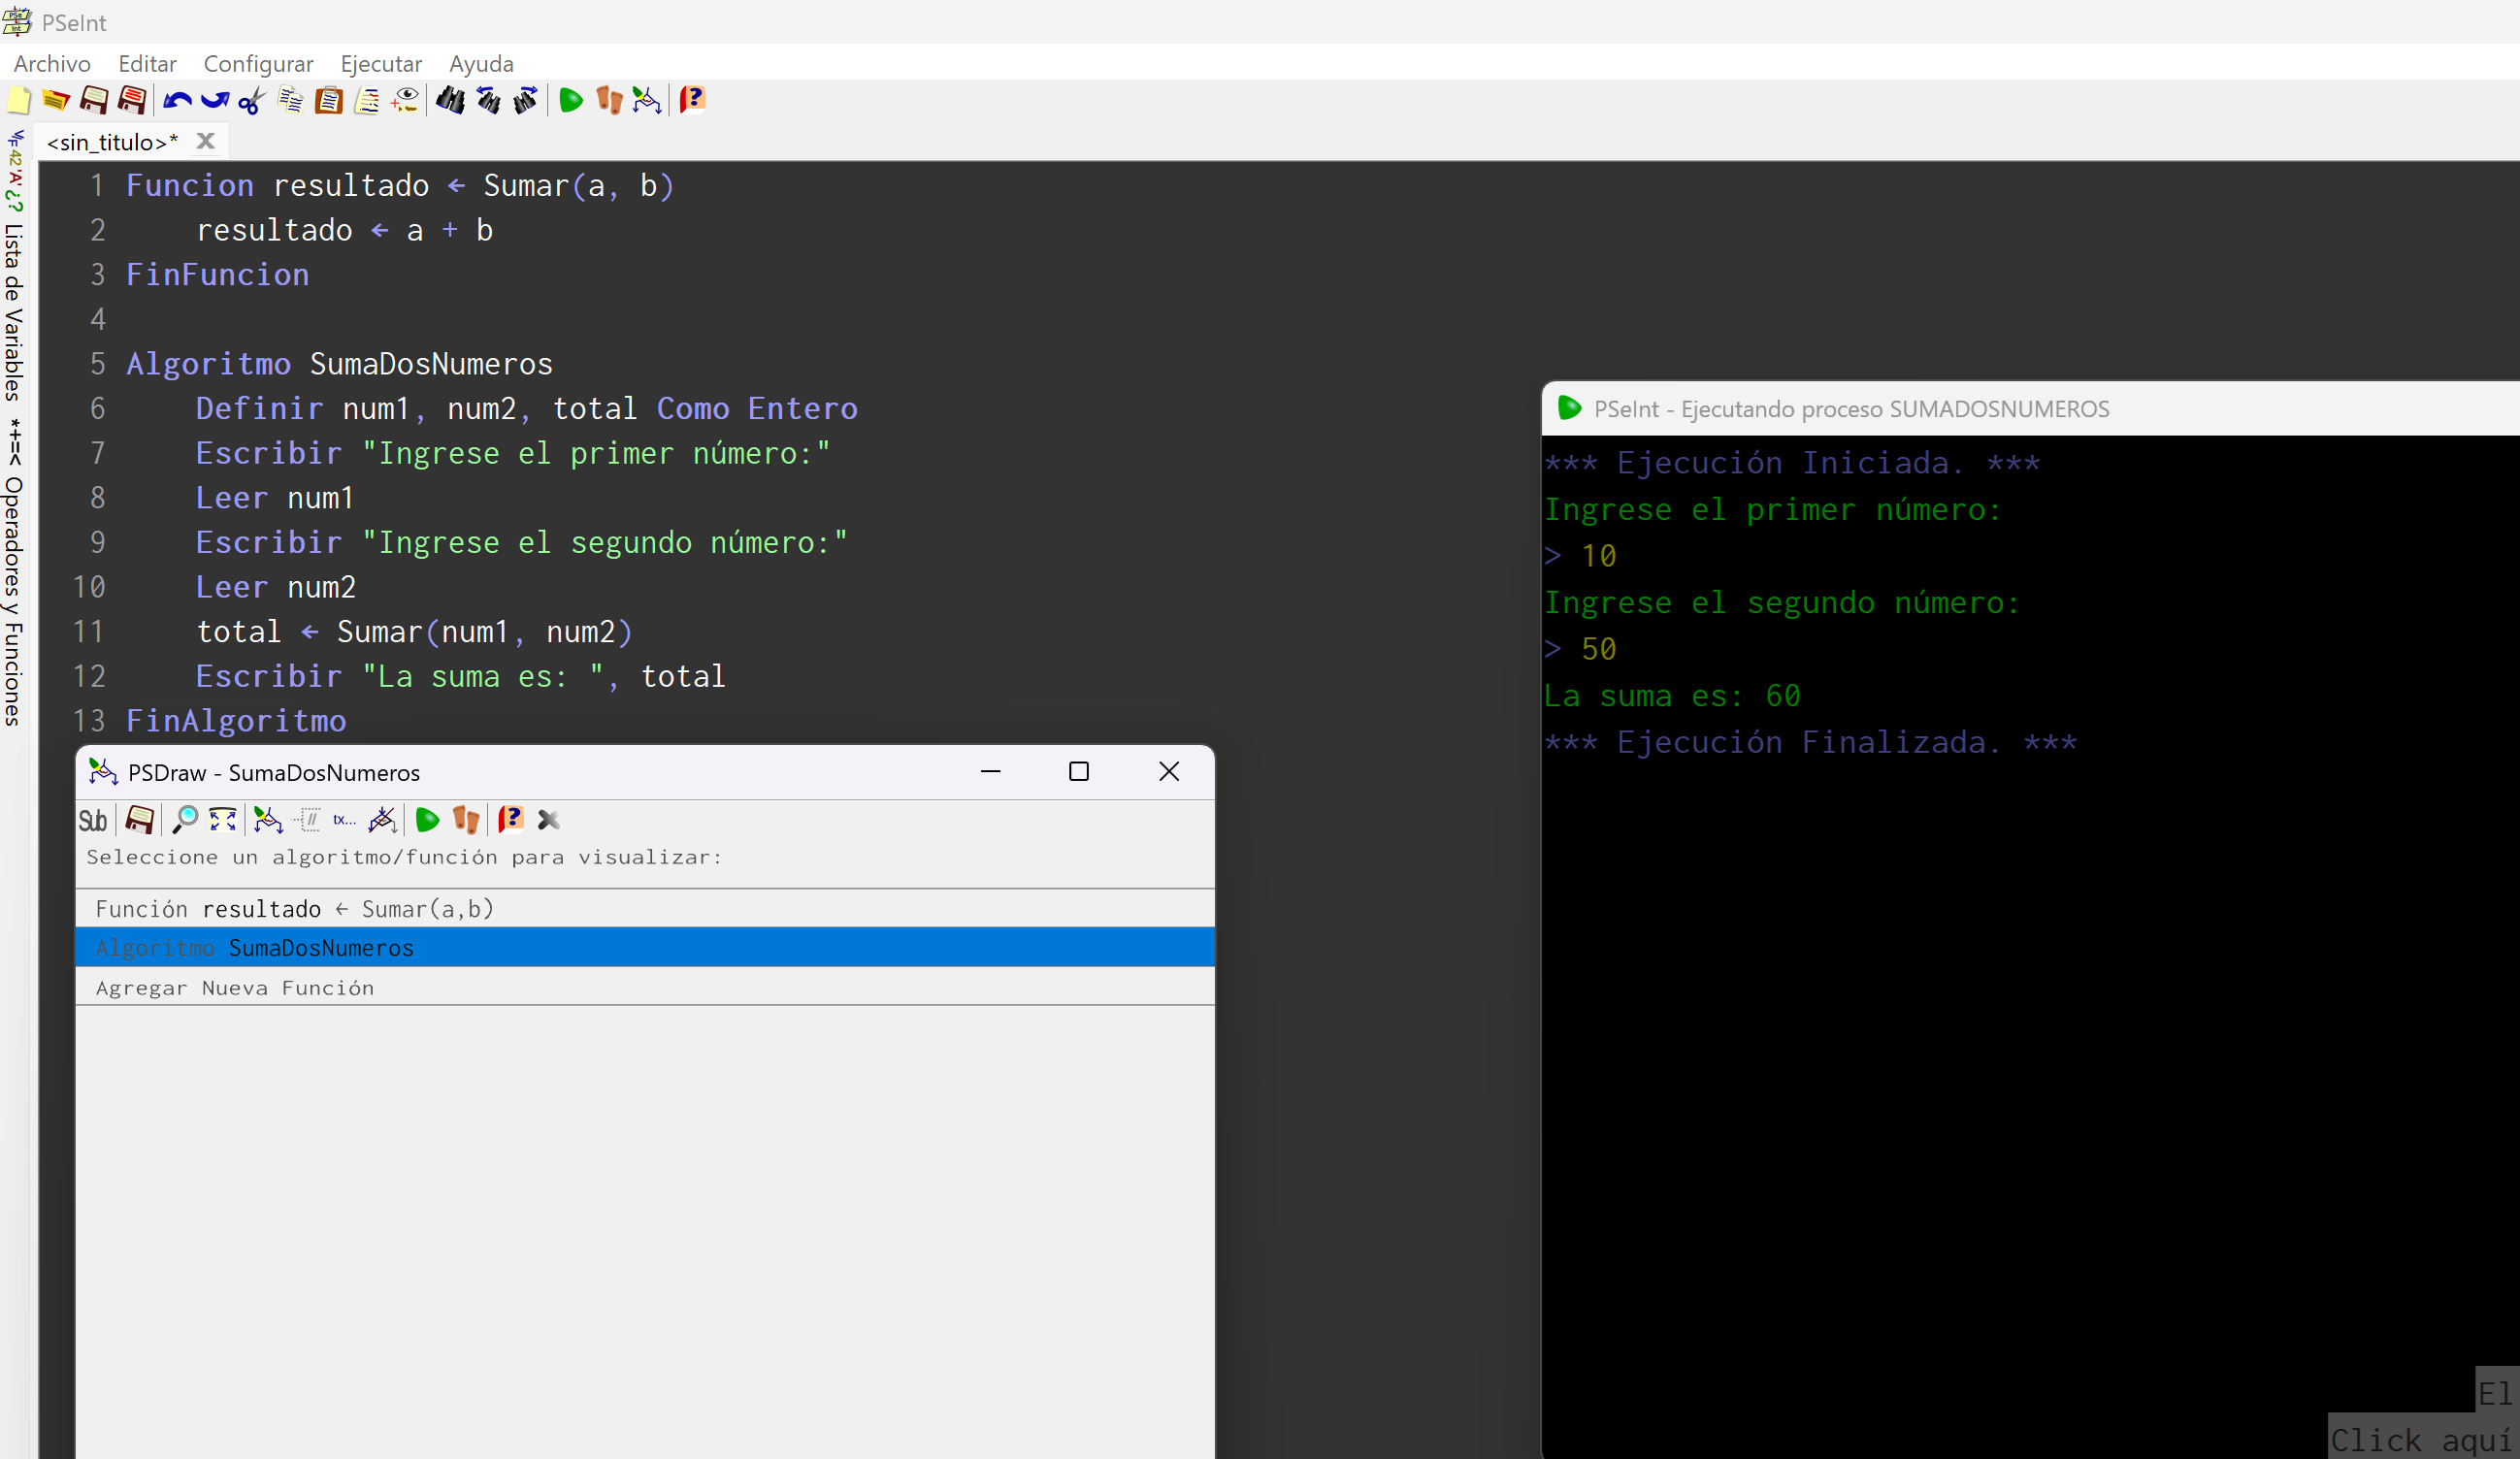 PSeInt
Archivo Editar Configurar Ejecutar Ayuda
<sin_titulo>*
Lista de Variables
Operadores y Funciones
1 Funcion resultado ← Sumar(a, b)
2 resultado ← a + b
3 FinFuncion
4
5 Algoritmo SumaDosNumeros
6 Definir num1, num2, total Como Entero
7 Escribir "Ingrese el primer número:"
8 Leer num1
9 Escribir "Ingrese el segundo número:"
10 Leer num2
11 total ← Sumar(num1, num2)
12 Escribir "La suma es: ", total
13 FinAlgoritmo
PSDraw - SumaDosNumeros
Sub
tx...
Seleccione un algoritmo/función para visualizar:
Función resultado ← Sumar(a,b)
Algoritmo SumaDosNumeros
Agregar Nueva Función
PSeInt - Ejecutando proceso SUMADOSNUMEROS
*** Ejecución Iniciada. ***
Ingrese el primer número:
> 10
Ingrese el segundo número:
> 50
La suma es: 60
*** Ejecución Finalizada. ***
El
Click aquí